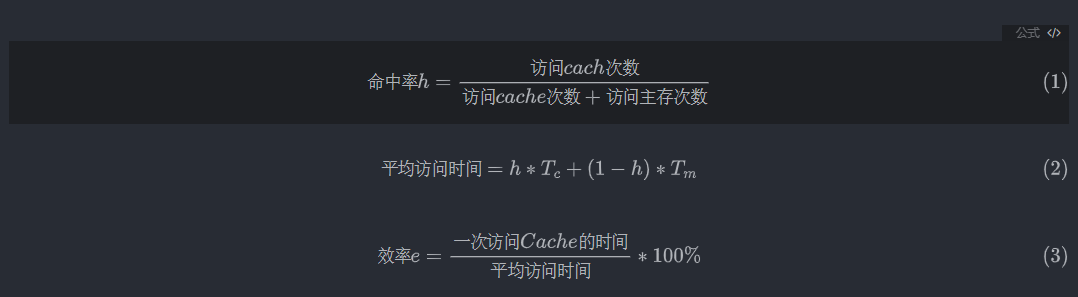 公式 </>
命中率h = 访问cach次数 / 访问cache次数 + 访问主存次数 (1)
平均访问时间 = h * T_c + (1 − h) * T_m (2)
效率e = 一次访问Cache的时间 / 平均访问时间 * 100% (3)